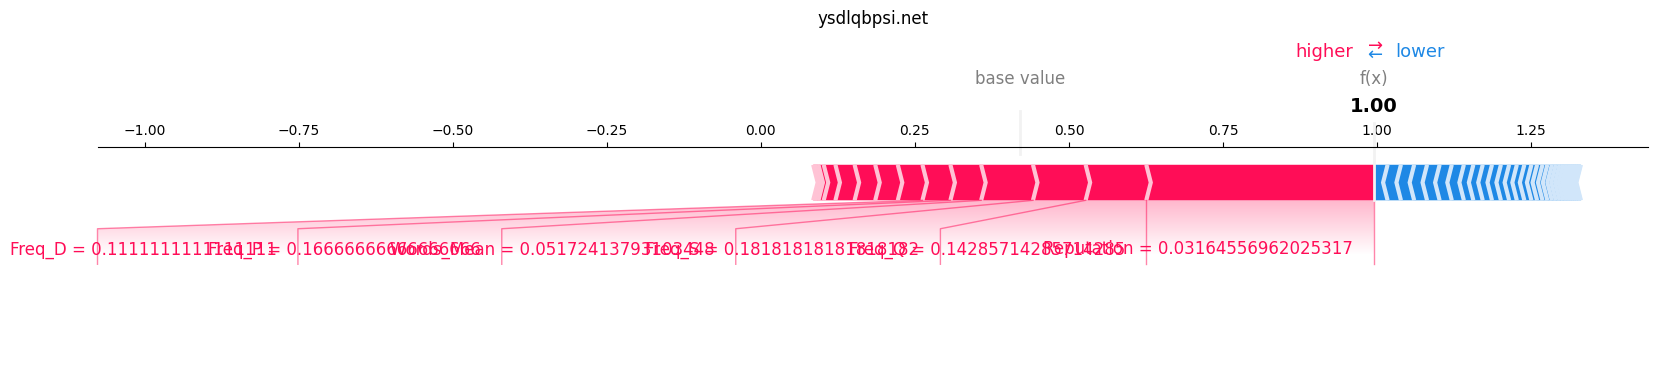 ysdlqbpsi.net
higher ⇄ lower
base value f(x)
1.00
−1.00 −0.75 −0.50 −0.25 0.00 0.25 0.50 0.75 1.00 1.25
Freq_D = 0.1111111111111111 Freq_P = 0.16666666666666666 Words_Mean = 0.05172413793103448 Freq_S = 0.18181818181818182 Freq_Q = 0.14285714285714285 Reputation = 0.03164556962025317